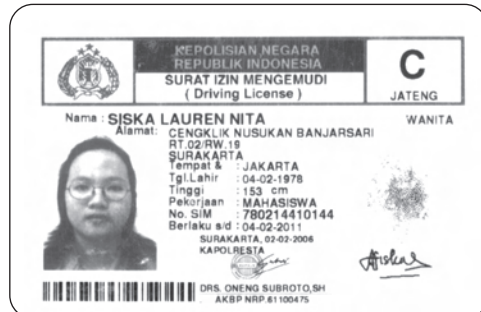 KEPOLISIAN NEGARA
REPUBLIK INDONESIA
SURAT IZIN MENGEMUDI
( Driving License )
C
JATENG
Nama : SISKA LAUREN NITA WANITA
Alamat: CENGKLIK NUSUKAN BANJARSARI
RT.02/RW.19
SURAKARTA
Tempat & : JAKARTA
Tgl.Lahir : 04-02-1978
Tinggi : 153 cm
Pekerjaan : MAHASISWA
No. SIM : 780214410144
Berlaku s/d : 04-02-2011
SURAKARTA, 02-02-2006
KAPOLRESTA
DRS. ONENG SUBROTO,SH
AKBP NRP.61100475